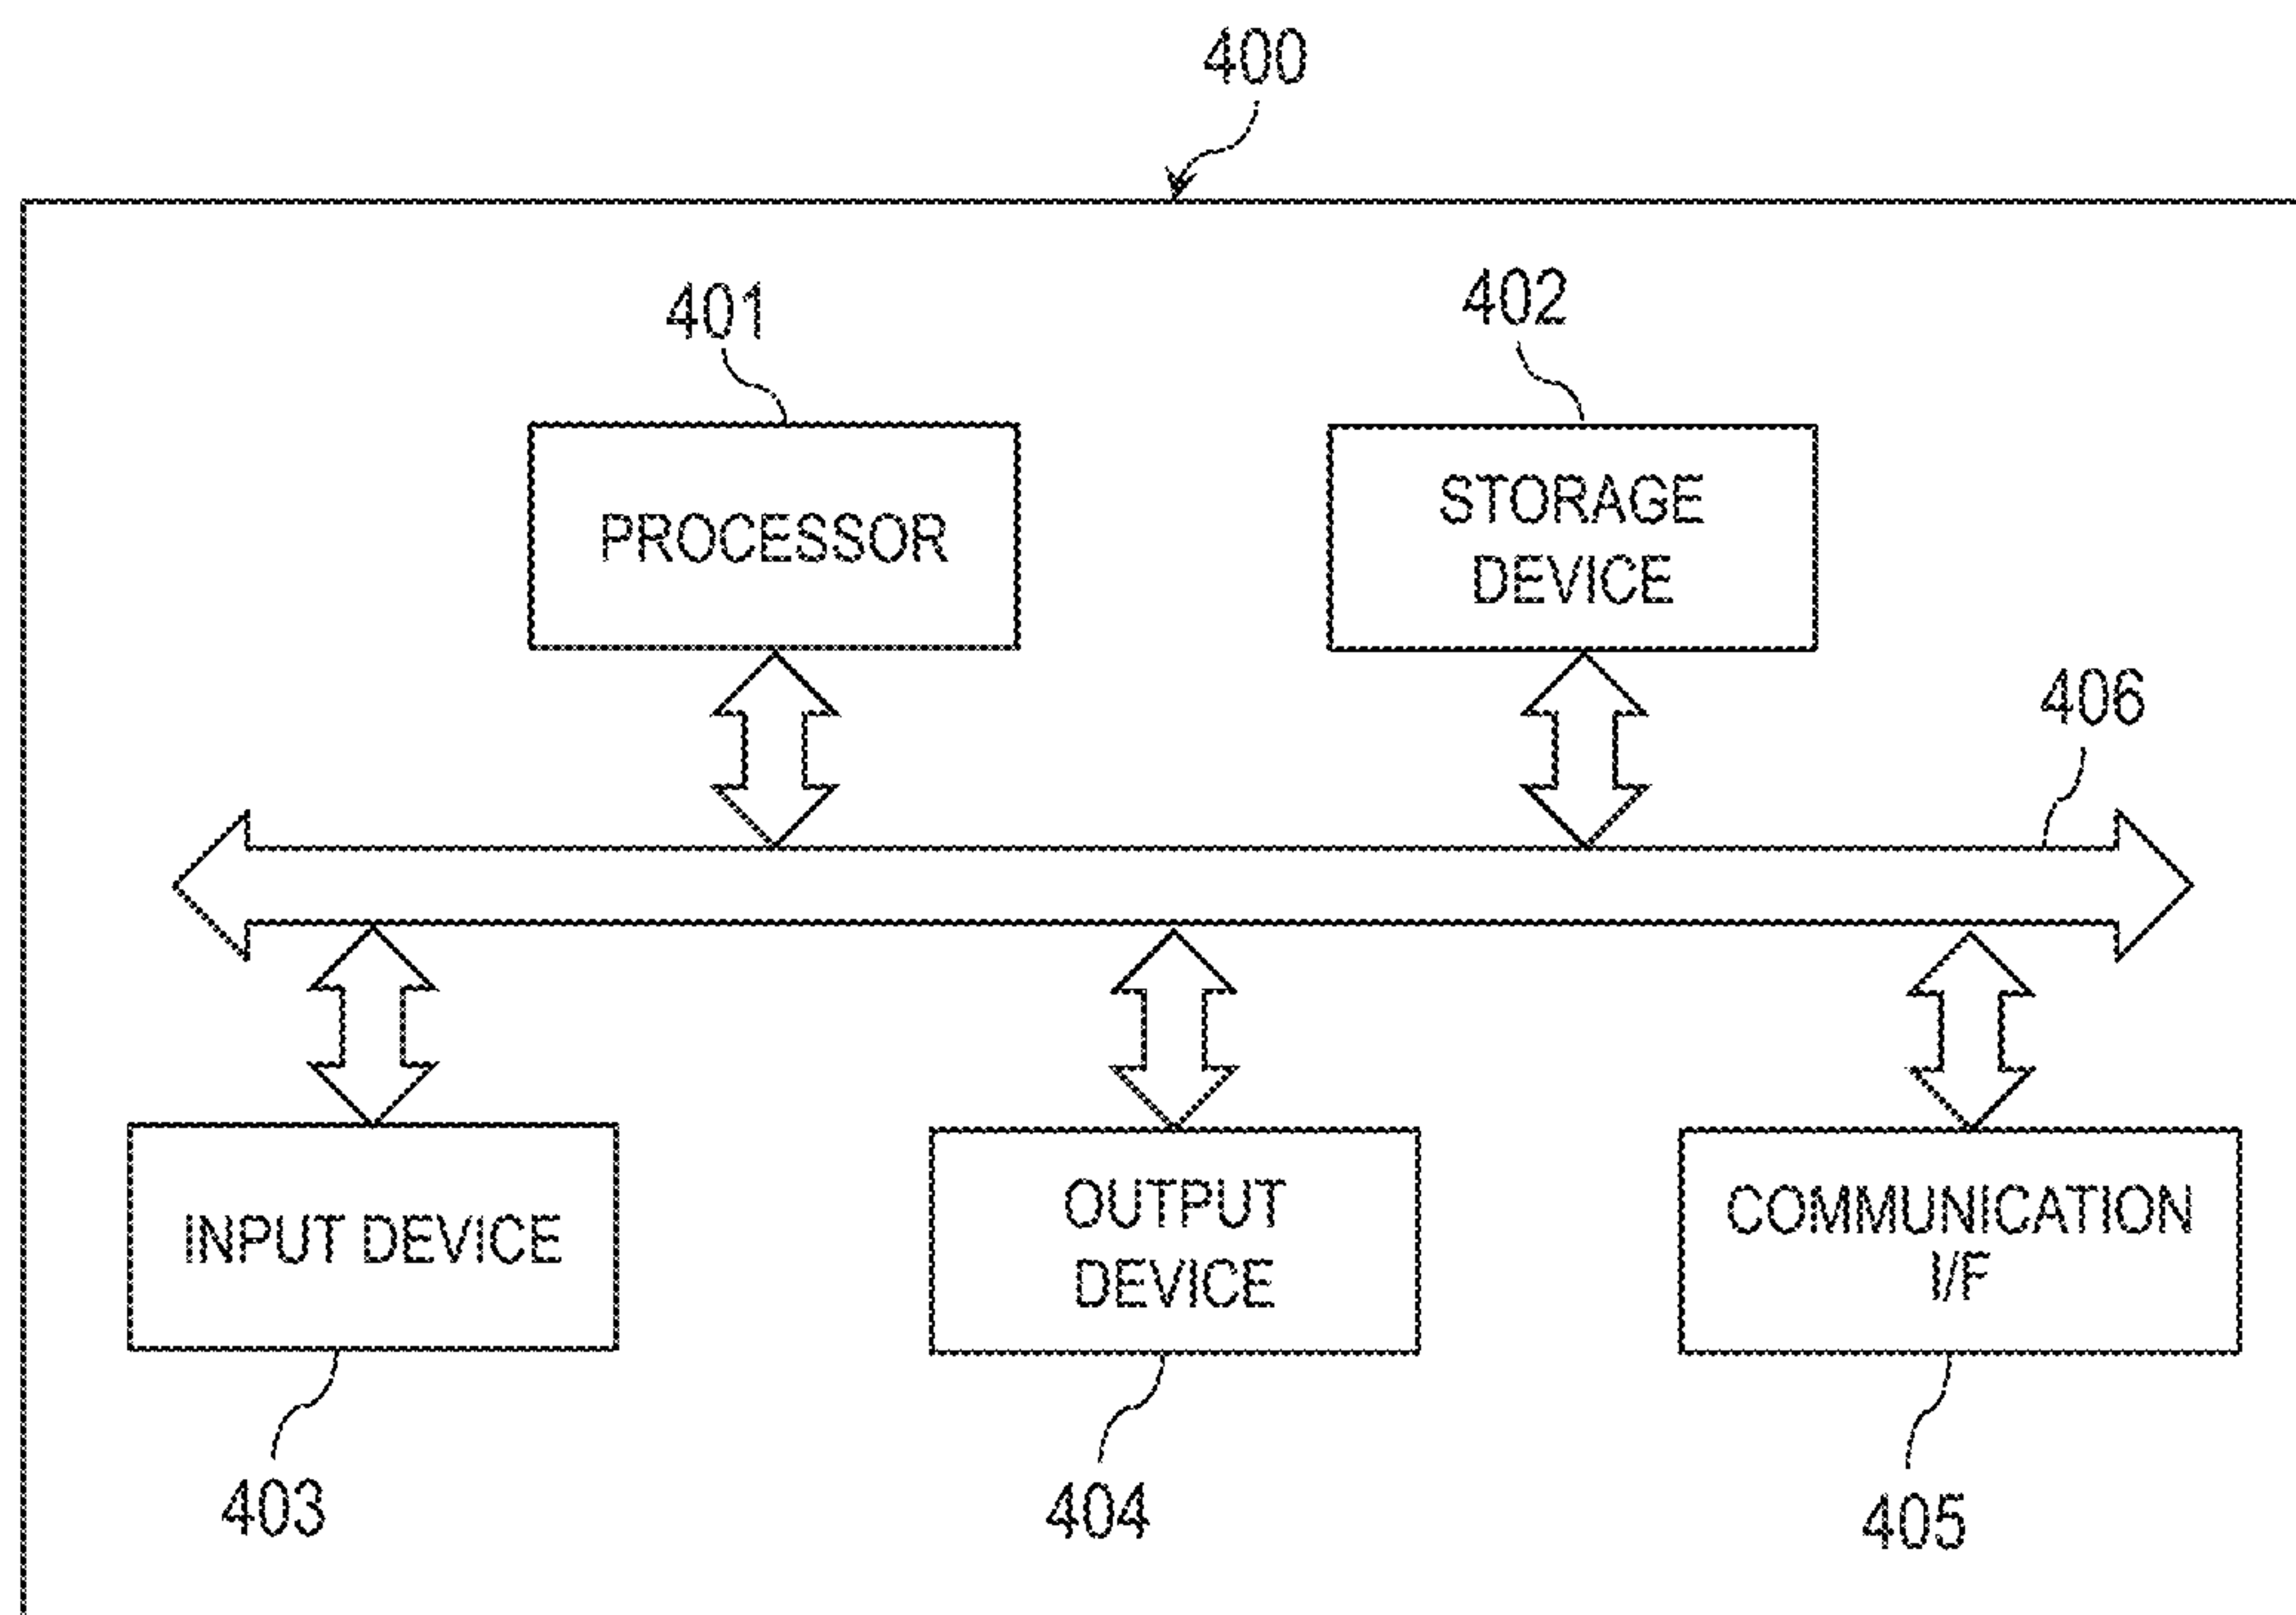 400
401
402
PROCESSOR
STORAGE
DEVICE
406
INPUT DEVICE
OUTPUT
DEVICE
COMMUNICATION
I/F
403
404
405